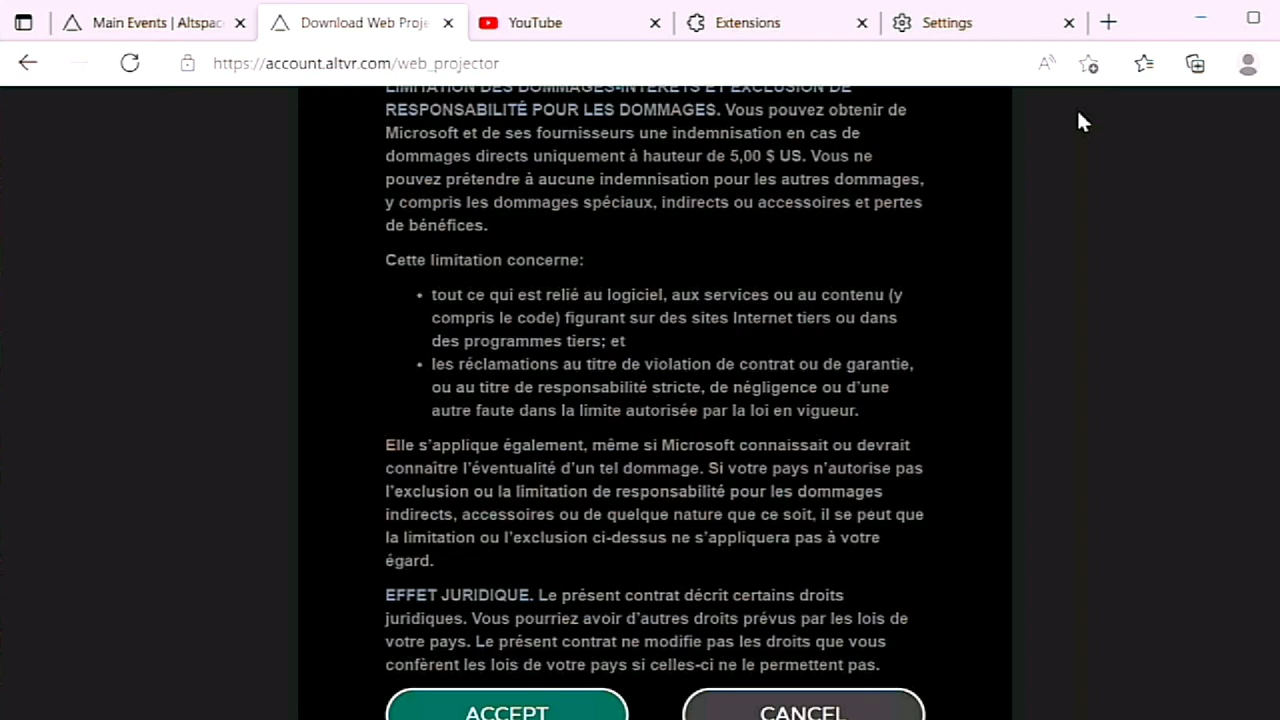 Main Events | Altspac
Download Web Proje
YouTube
Extensions
Settings
https://account.altvr.com/web_projector
LIMITATION DES DOMMAGES-INTÉRÊTS ET EXCLUSION DE
RESPONSABILITÉ POUR LES DOMMAGES. Vous pouvez obtenir de
Microsoft et de ses fournisseurs une indemnisation en cas de
dommages directs uniquement à hauteur de 5,00 $ US. Vous ne
pouvez prétendre à aucune indemnisation pour les autres dommages,
y compris les dommages spéciaux, indirects ou accessoires et pertes
de bénéfices.
Cette limitation concerne:
• tout ce qui est relié au logiciel, aux services ou au contenu (y
compris le code) figurant sur des sites Internet tiers ou dans
des programmes tiers; et
• les réclamations au titre de violation de contrat ou de garantie,
ou au titre de responsabilité stricte, de négligence ou d’une
autre faute dans la limite autorisée par la loi en vigueur.
Elle s’applique également, même si Microsoft connaissait ou devrait
connaître l’éventualité d’un tel dommage. Si votre pays n’autorise pas
l’exclusion ou la limitation de responsabilité pour les dommages
indirects, accessoires ou de quelque nature que ce soit, il se peut que
la limitation ou l’exclusion ci-dessus ne s’appliquera pas à votre
égard.
EFFET JURIDIQUE. Le présent contrat décrit certains droits
juridiques. Vous pourriez avoir d’autres droits prévus par les lois de
votre pays. Le présent contrat ne modifie pas les droits que vous
confèrent les lois de votre pays si celles-ci ne le permettent pas.
ACCEPT
CANCEL